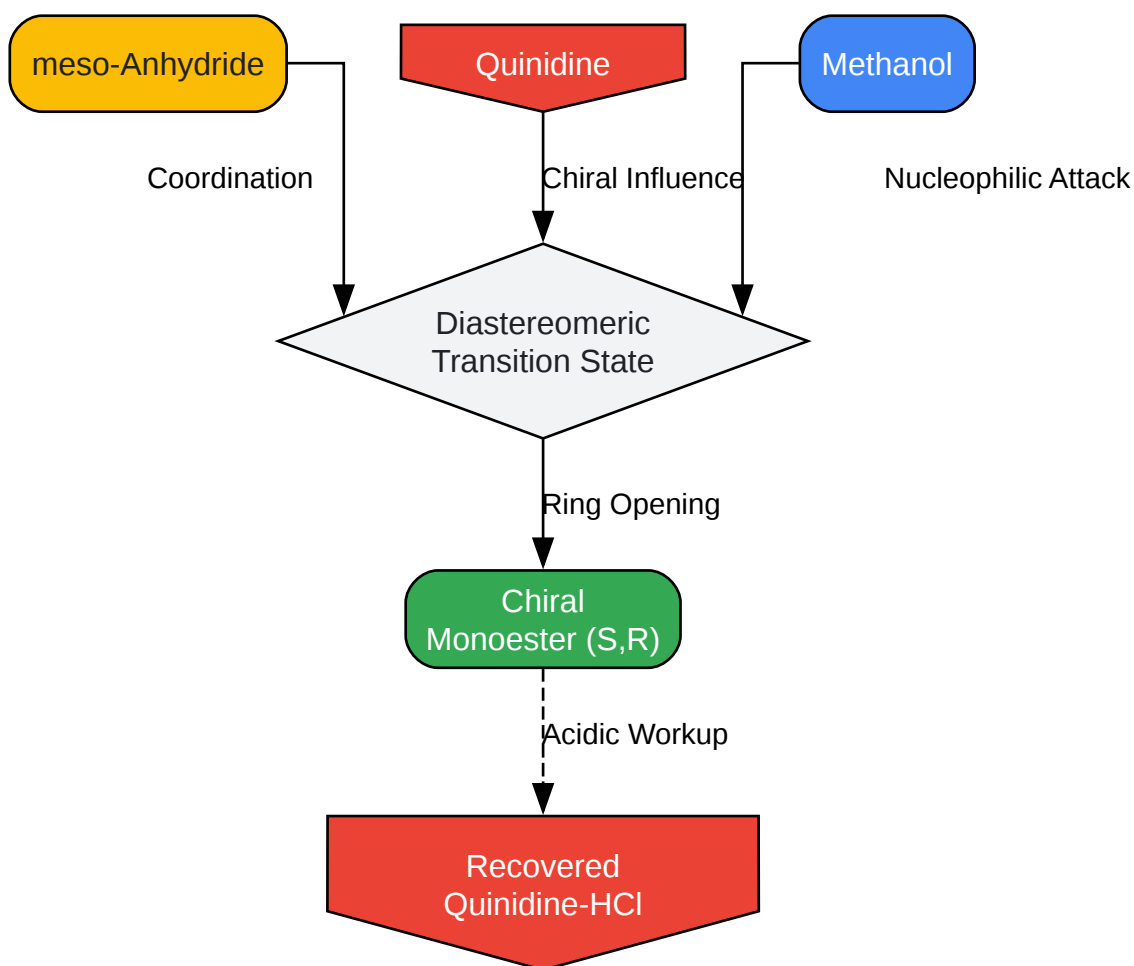 meso-Anhydride
Quinidine
Methanol
Coordination
Chiral Influence
Nucleophilic Attack
Diastereomeric
Transition State
Ring Opening
Chiral
Monoester (S,R)
Acidic Workup
Recovered
Quinidine-HCl